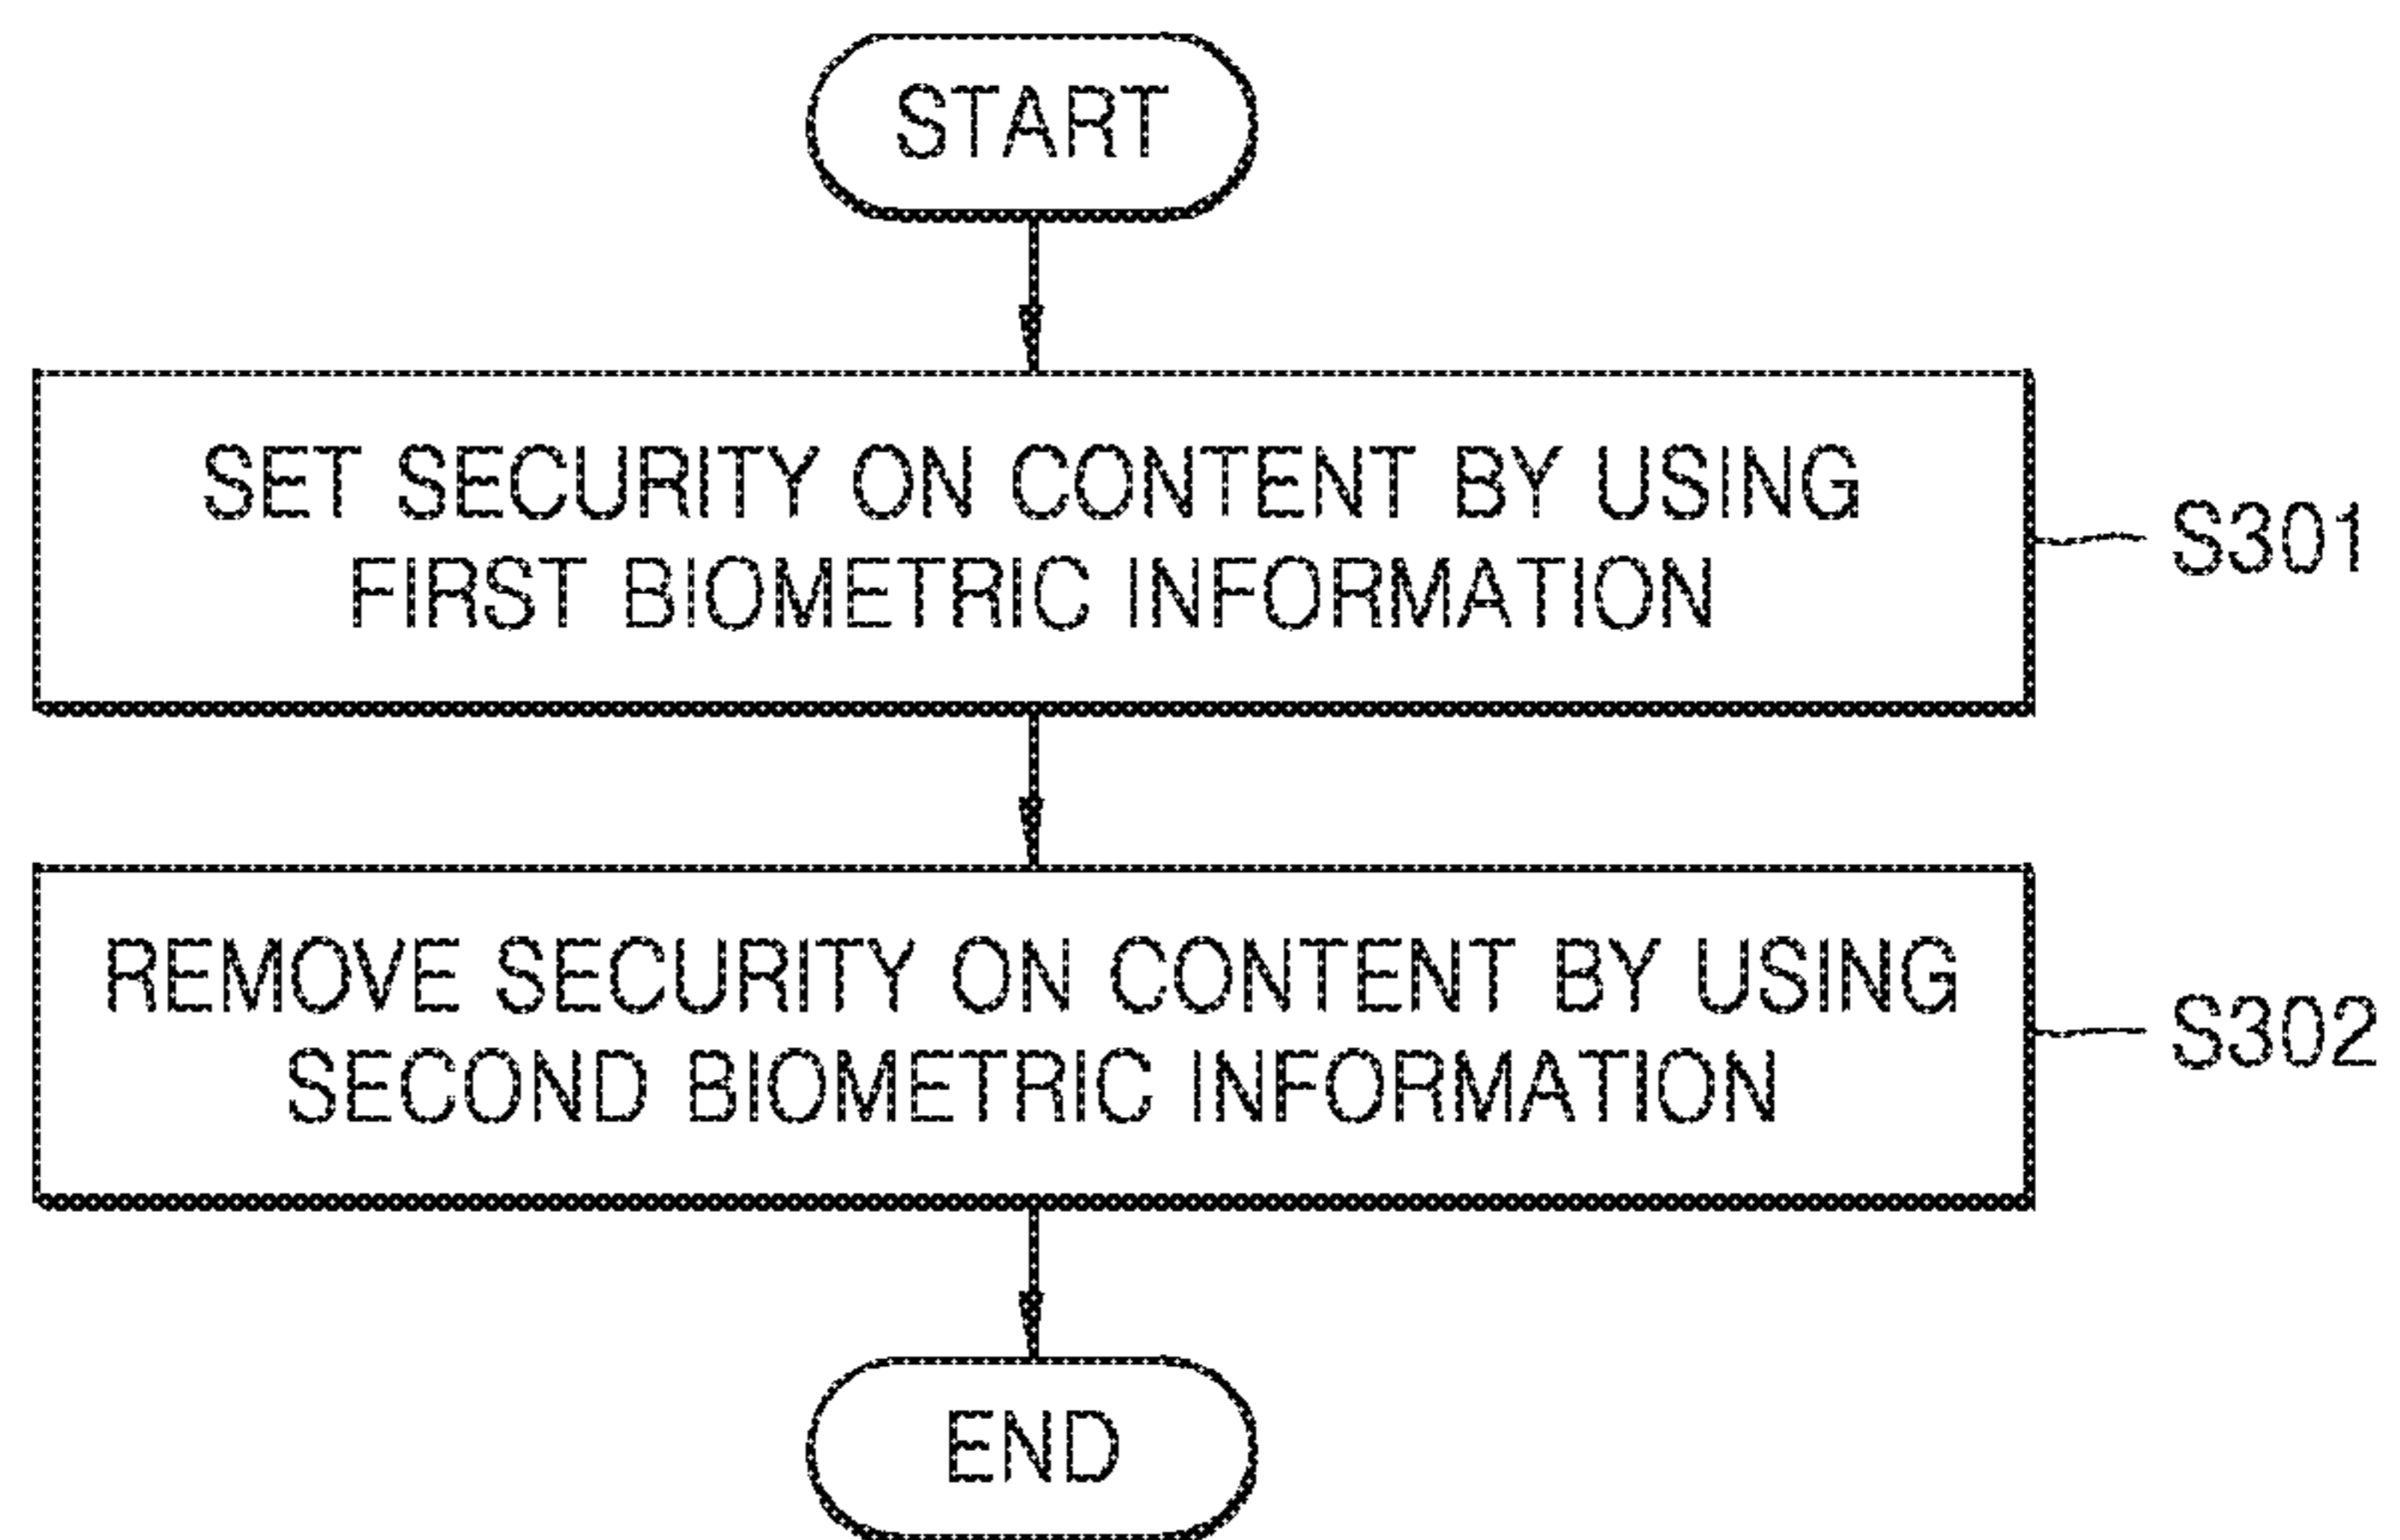 START
SET SECURITY ON CONTENT BY USING
FIRST BIOMETRIC INFORMATION
S301
REMOVE SECURITY ON CONTENT BY USING
SECOND BIOMETRIC INFORMATION
S302
END